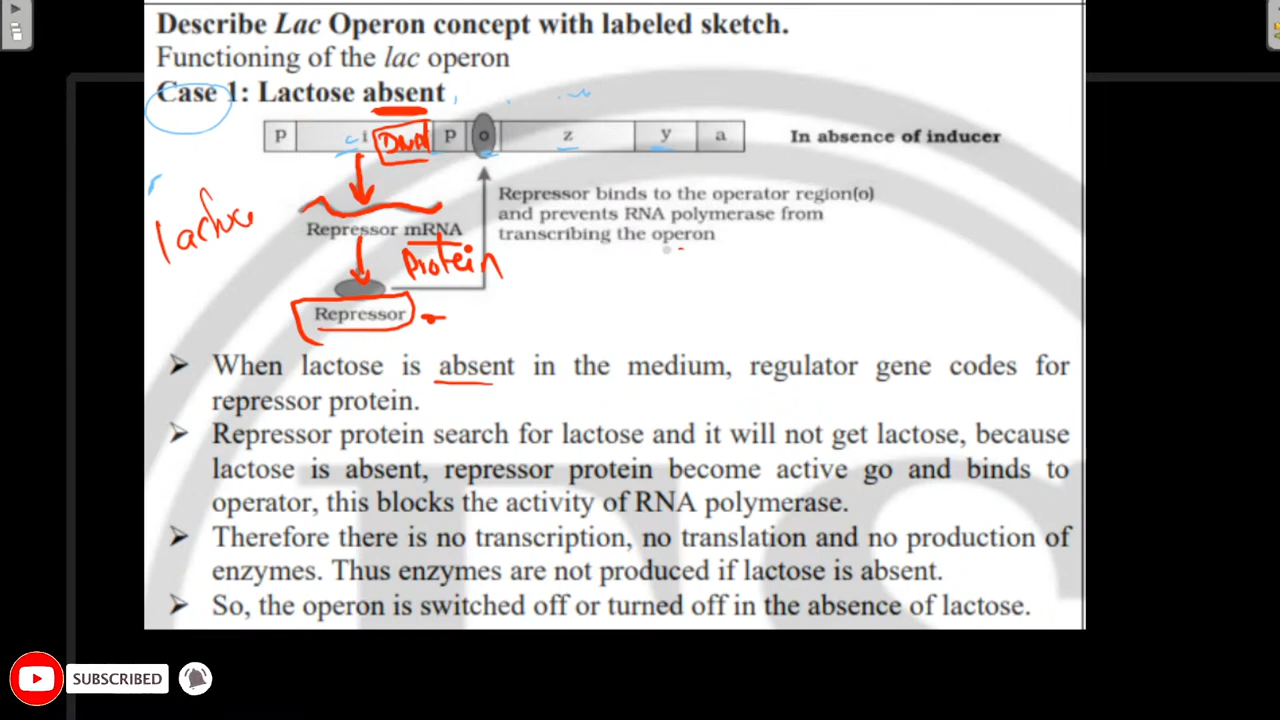 Describe Lac Operon concept with labeled sketch.
Functioning of the lac operon
Case 1: Lactose absent
p i DNA p o z y a In absence of inducer
Repressor binds to the operator region(o)
and prevents RNA polymerase from
transcribing the operon
lactose
Repressor mRNA
Protein
Repressor
➤ When lactose is absent in the medium, regulator gene codes for
repressor protein.
➤ Repressor protein search for lactose and it will not get lactose, because
lactose is absent, repressor protein become active go and binds to
operator, this blocks the activity of RNA polymerase.
➤ Therefore there is no transcription, no translation and no production of
enzymes. Thus enzymes are not produced if lactose is absent.
➤ So, the operon is switched off or turned off in the absence of lactose.
SUBSCRIBED